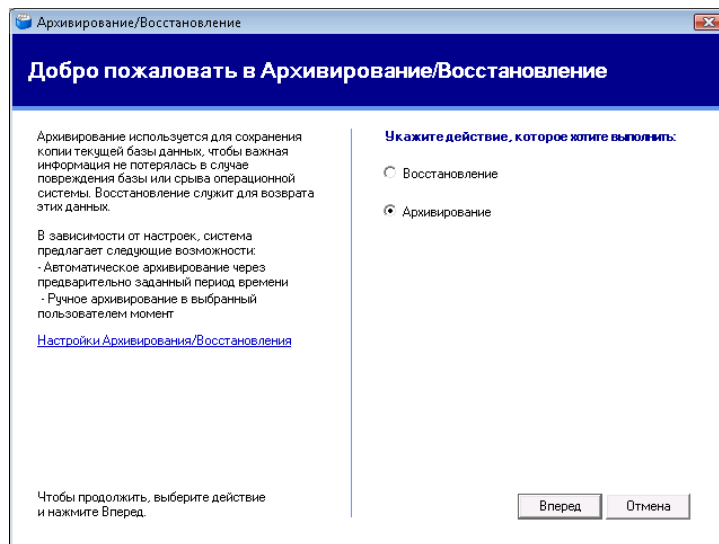 Архивирование/Восстановление
Добро пожаловать в Архивирование/Восстановление
Архивирование используется для сохранения
копии текущей базы данных, чтобы важная
информация не потерялась в случае
повреждения базы или срыва операционной
системы. Восстановление служит для возврата
этих данных.
В зависимости от настроек, система
предлагает следующие возможности:
- Автоматическое архивирование через
предварительно заданный период времени
- Ручное архивирование в выбранный
пользователем момент
Настройки Архивирования/Восстановления
Чтобы продолжить, выберите действие
и нажмите Вперед.
Укажите действие, которое хотите выполнить:
Восстановление
Архивирование
Вперед
Отмена